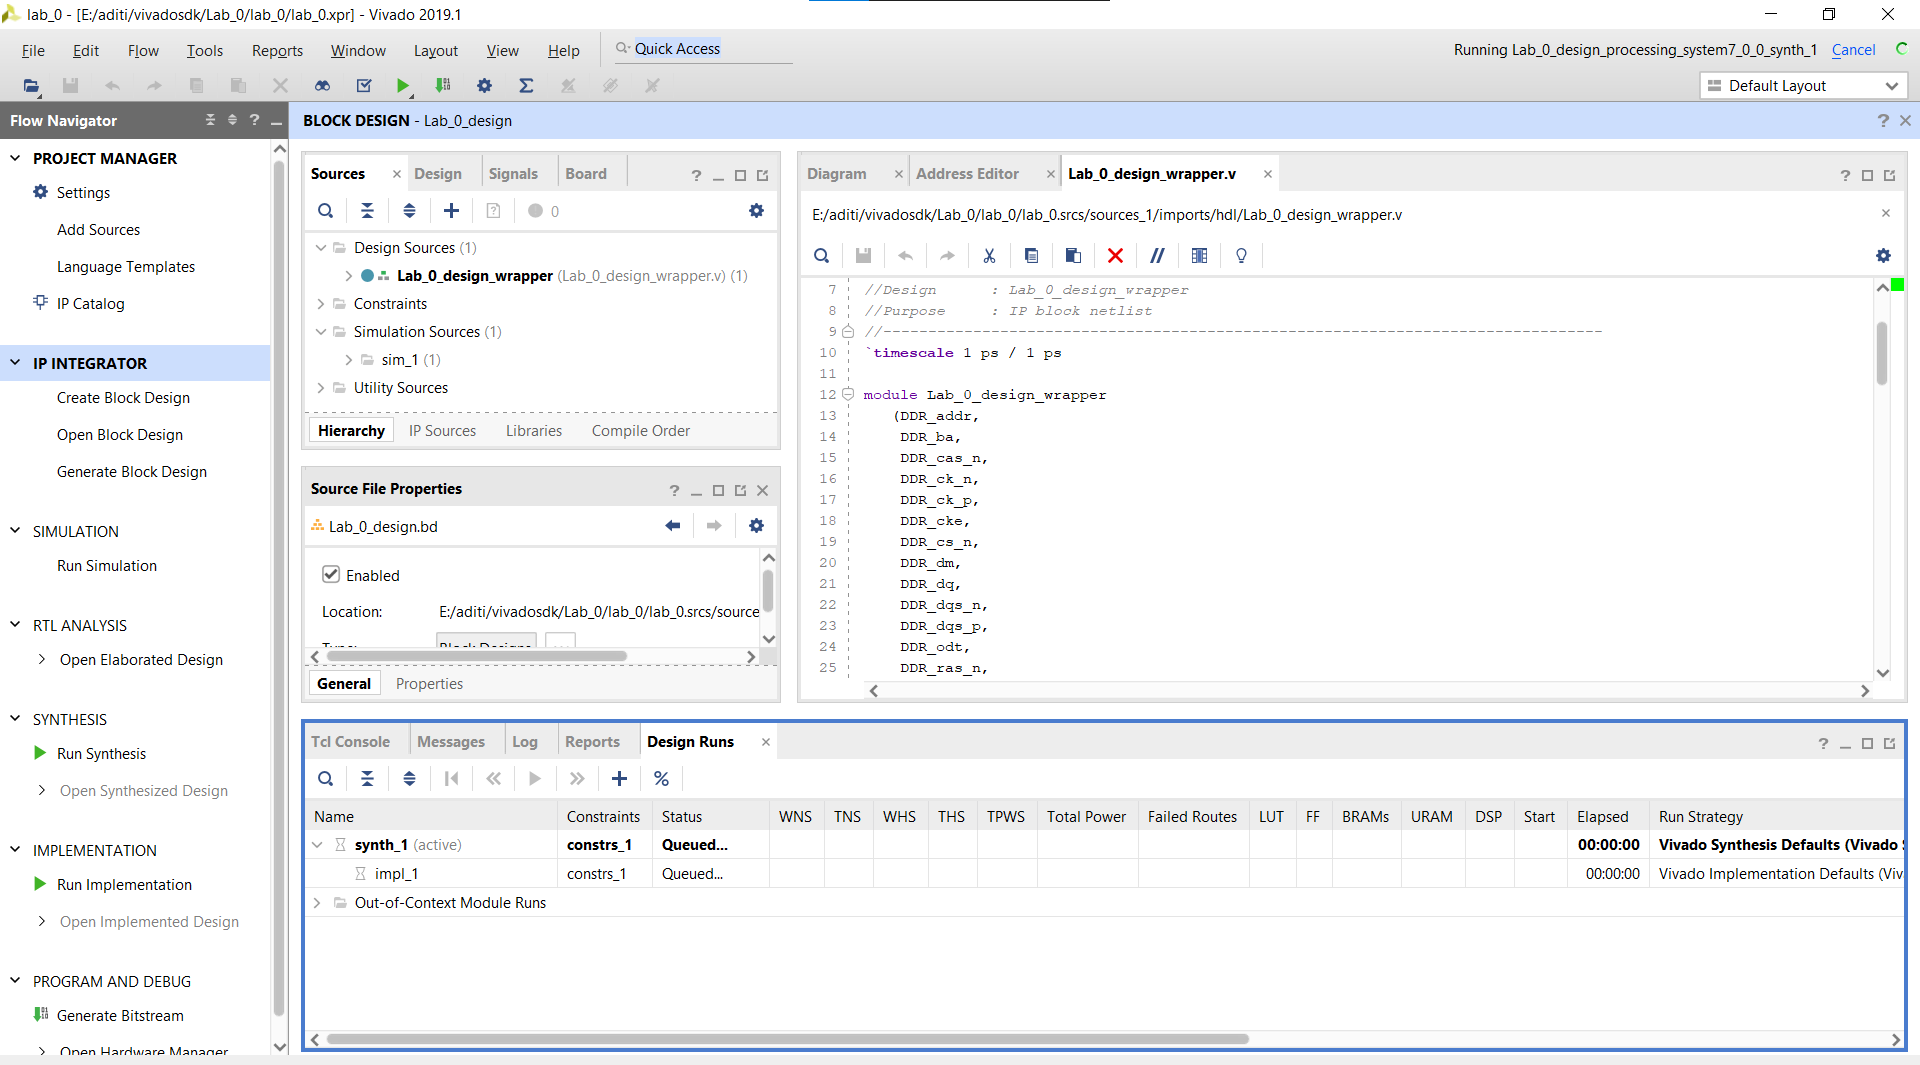 lab_0 - [E:/aditi/vivadosdk/Lab_0/lab_0/lab_0.xpr] - Vivado 2019.1
File Edit Flow Tools Reports Window Layout View Help Quick Access
Running Lab_0_design_processing_system7_0_0_synth_1 Cancel
Default Layout
Flow Navigator
PROJECT MANAGER
Settings
Add Sources
Language Templates
IP Catalog
IP INTEGRATOR
Create Block Design
Open Block Design
Generate Block Design
SIMULATION
Run Simulation
RTL ANALYSIS
Open Elaborated Design
SYNTHESIS
Run Synthesis
Open Synthesized Design
IMPLEMENTATION
Run Implementation
Open Implemented Design
PROGRAM AND DEBUG
Generate Bitstream
Open Hardware Manager
BLOCK DESIGN - Lab_0_design
Sources Design Signals Board
0
Design Sources (1)
Lab_0_design_wrapper (Lab_0_design_wrapper.v) (1)
Constraints
Simulation Sources (1)
sim_1 (1)
Utility Sources
Hierarchy IP Sources Libraries Compile Order
Source File Properties
Lab_0_design.bd
Enabled
Location: E:/aditi/vivadosdk/Lab_0/lab_0/lab_0.srcs/source
Type: Block Designs
General Properties
Diagram Address Editor Lab_0_design_wrapper.v
E:/aditi/vivadosdk/Lab_0/lab_0/lab_0.srcs/sources_1/imports/hdl/Lab_0_design_wrapper.v
7 //Design : Lab_0_design_wrapper
8 //Purpose : IP block netlist
9 //--------------------------------------------------------------------------------
10 `timescale 1 ps / 1 ps
11
12 module Lab_0_design_wrapper
13 (DDR_addr,
14 DDR_ba,
15 DDR_cas_n,
16 DDR_ck_n,
17 DDR_ck_p,
18 DDR_cke,
19 DDR_cs_n,
20 DDR_dm,
21 DDR_dq,
22 DDR_dqs_n,
23 DDR_dqs_p,
24 DDR_odt,
25 DDR_ras_n,
Tcl Console Messages Log Reports Design Runs
Name Constraints Status WNS TNS WHS THS TPWS Total Power Failed Routes LUT FF BRAMs URAM DSP Start Elapsed Run Strategy
synth_1 (active) constrs_1 Queued... 00:00:00 Vivado Synthesis Defaults (Vivado
impl_1 constrs_1 Queued... 00:00:00 Vivado Implementation Defaults (Viv
Out-of-Context Module Runs